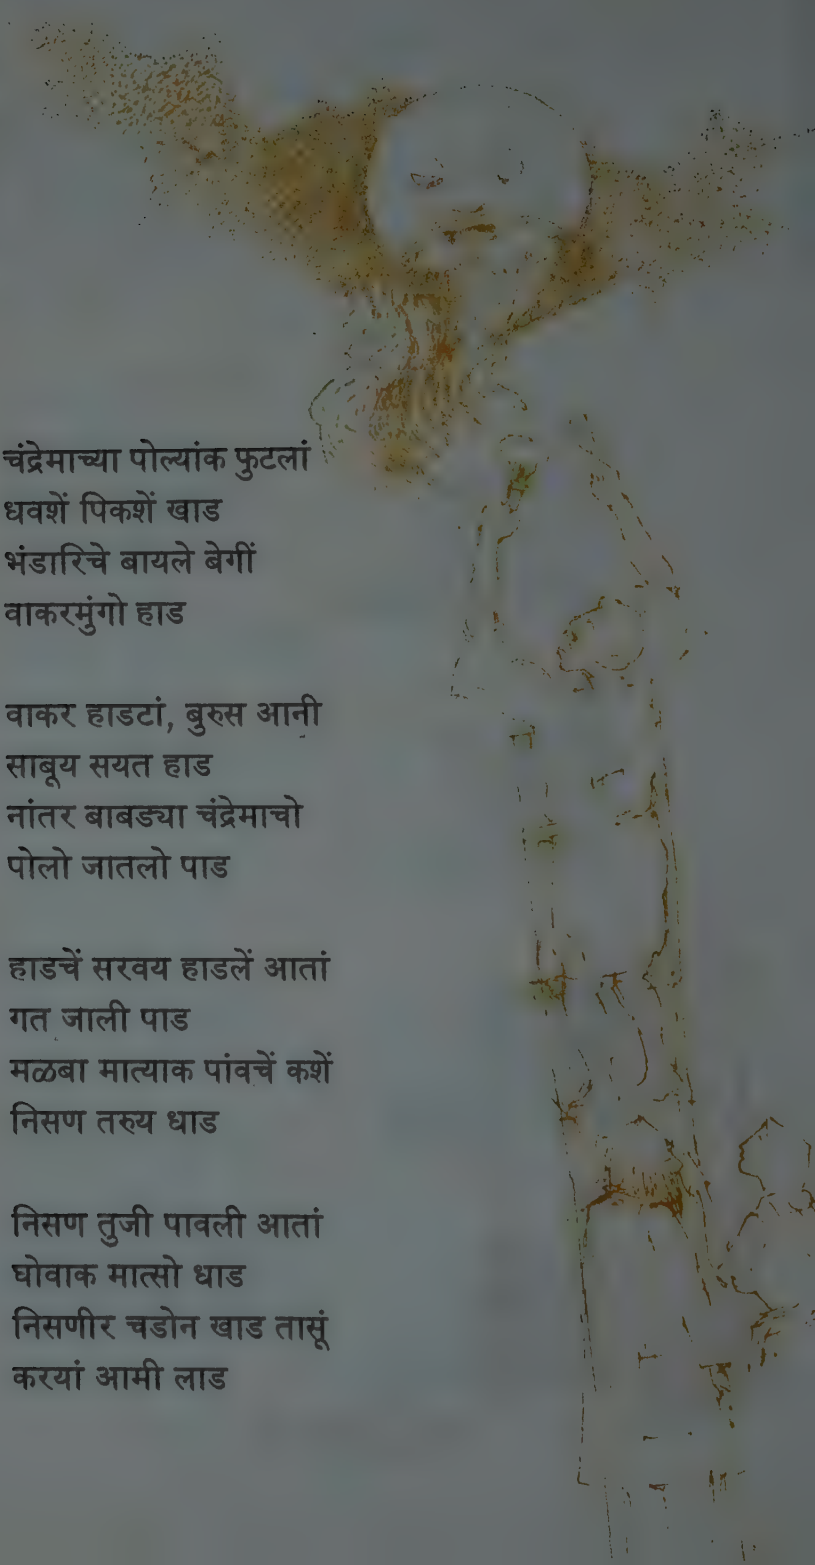 चंद्रेमाच्या पोल्यांक फुटलां
धवशें पिकशें खाड
भंडारिचे बायले बेगीं
वाकरमुंगो हाड

वाकर हाडटां, बुरुस आनी
साबूय सयत हाड
नांतर बाबड्या चंद्रेमाचो
पोलो जातलो पाड

हाडचें सरवय हाडलें आतां
गत जाली पाड
मळबा मात्याक पांवचें कशें
निसण तरुय धाड

निसण तुजी पावली आतां
घोवाक मात्सो धाड
निसणीर चडोन खाड तासूं
करयां आमी लाड